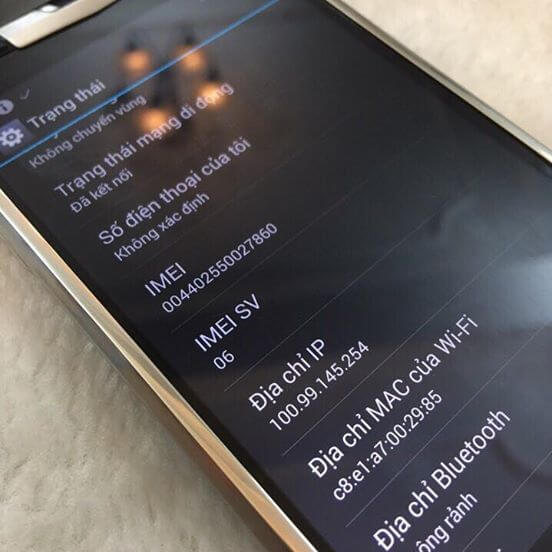 Trạng thái
Không chuyển vùng
Trạng thái mạng di động
Đã kết nối
Số điện thoại của tôi
Không xác định
IMEI
004402550027860
IMEI SV
06
Địa chỉ IP
100.99.145.254
Địa chỉ MAC của Wi-Fi
c8:e1:a7:00:29:85
Địa chỉ Bluetooth
ông rảnh